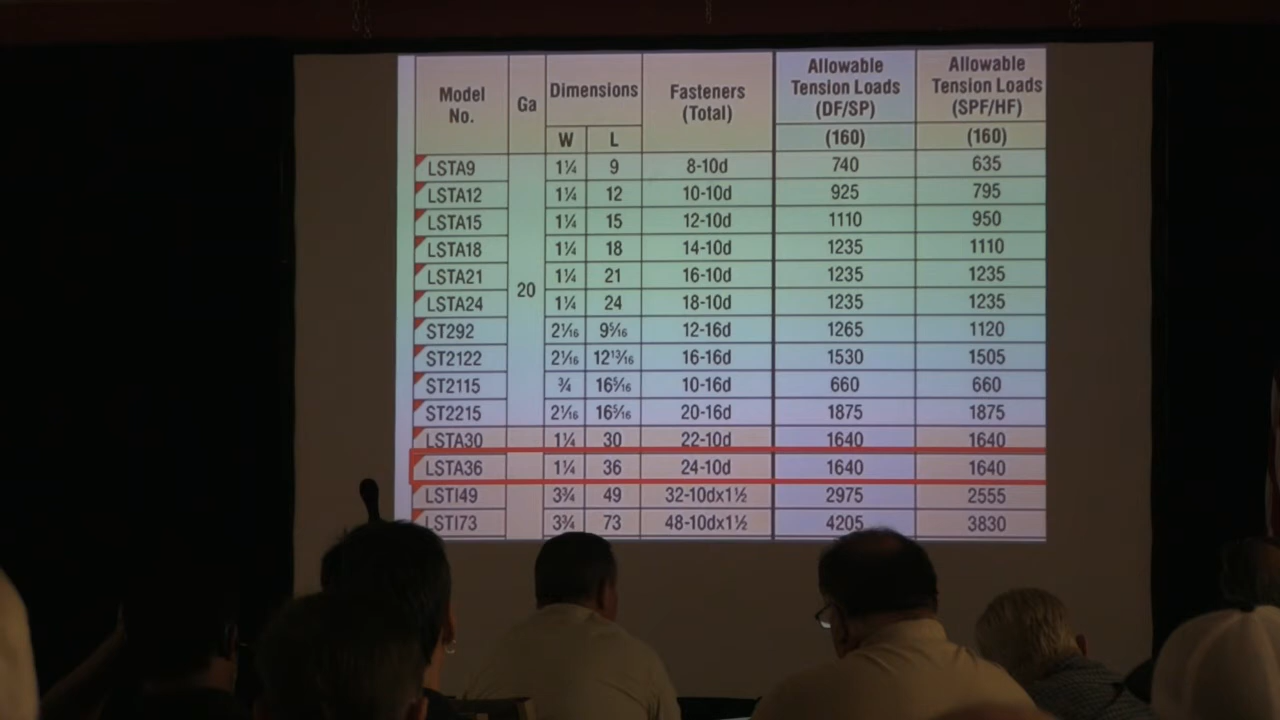 Model No. Ga Dimensions Fasteners (Total) Allowable Tension Loads (DF/SP) Allowable Tension Loads (SPF/HF)
W L (160) (160)
LSTA9 1¼ 9 8-10d 740 635
LSTA12 1¼ 12 10-10d 925 795
LSTA15 1¼ 15 12-10d 1110 950
LSTA18 1¼ 18 14-10d 1235 1110
LSTA21 1¼ 21 16-10d 1235 1235
20
LSTA24 1¼ 24 18-10d 1235 1235
ST292 2¹⁄₁₆ 9⁵⁄₁₆ 12-16d 1265 1120
ST2122 2¹⁄₁₆ 12¹³⁄₁₆ 16-16d 1530 1505
ST2115 ¾ 16⁵⁄₁₆ 10-16d 660 660
ST2215 2¹⁄₁₆ 16⁵⁄₁₆ 20-16d 1875 1875
LSTA30 1¼ 30 22-10d 1640 1640
LSTA36 1¼ 36 24-10d 1640 1640
LSTI49 3¾ 49 32-10dx1½ 2975 2555
LSTI73 3¾ 73 48-10dx1½ 4205 3830